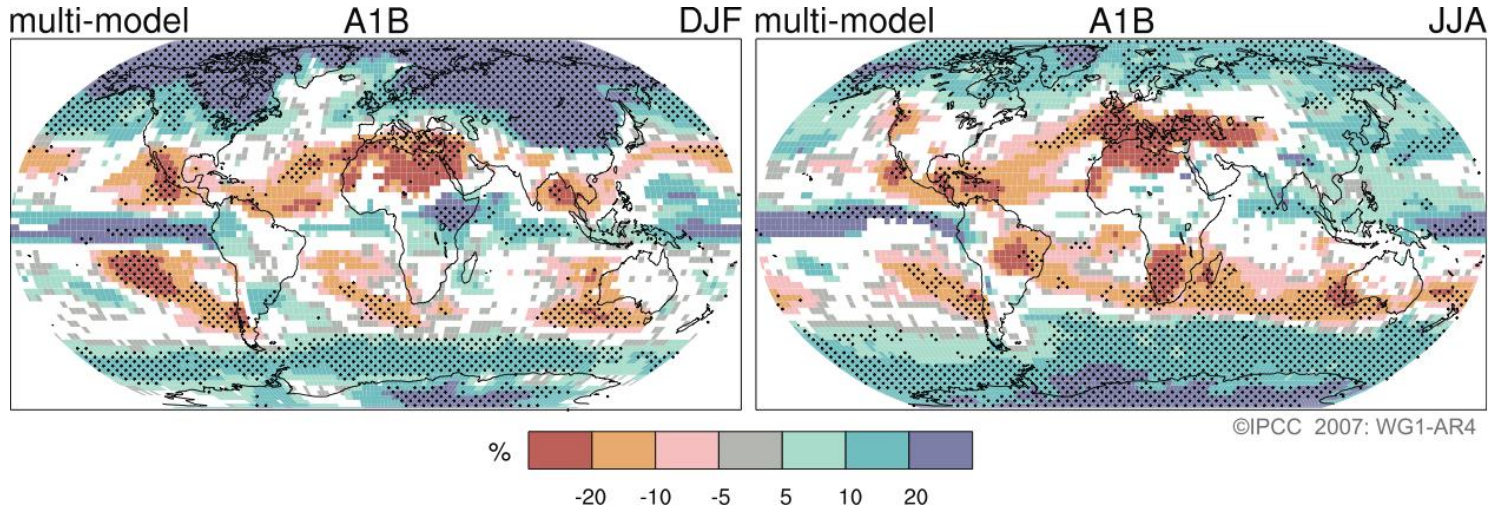 multi-model A1B DJF
multi-model A1B JJA
©IPCC 2007: WG1-AR4
%
-20 -10 -5 5 10 20